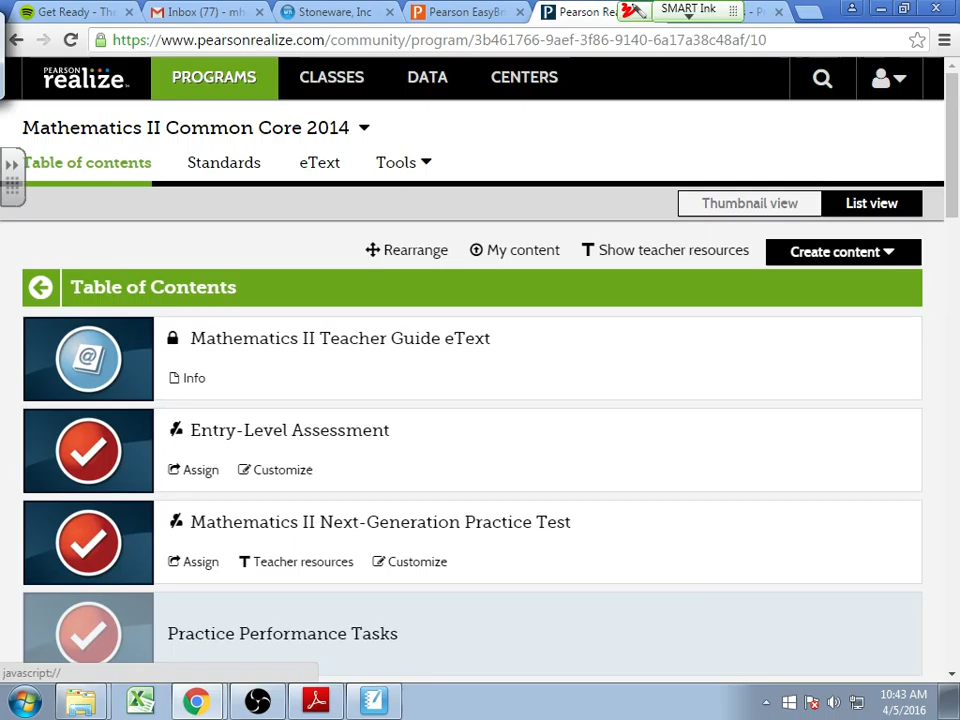 Get Ready - The
Inbox (77) - mh
Stoneware, Inc
Pearson EasyBr
Pearson Re
SMART Ink
https://www.pearsonrealize.com/community/program/3b461766-9aef-3f86-9140-6a17a38c48af/10
PEARSON
realize PROGRAMS CLASSES DATA CENTERS
Mathematics II Common Core 2014
Table of contents Standards eText Tools
Thumbnail view List view
Rearrange My content Show teacher resources Create content
Table of Contents
Mathematics II Teacher Guide eText
Info
Entry-Level Assessment
Assign Customize
Mathematics II Next-Generation Practice Test
Assign Teacher resources Customize
Practice Performance Tasks
javascript://
10:43 AM
4/5/2016